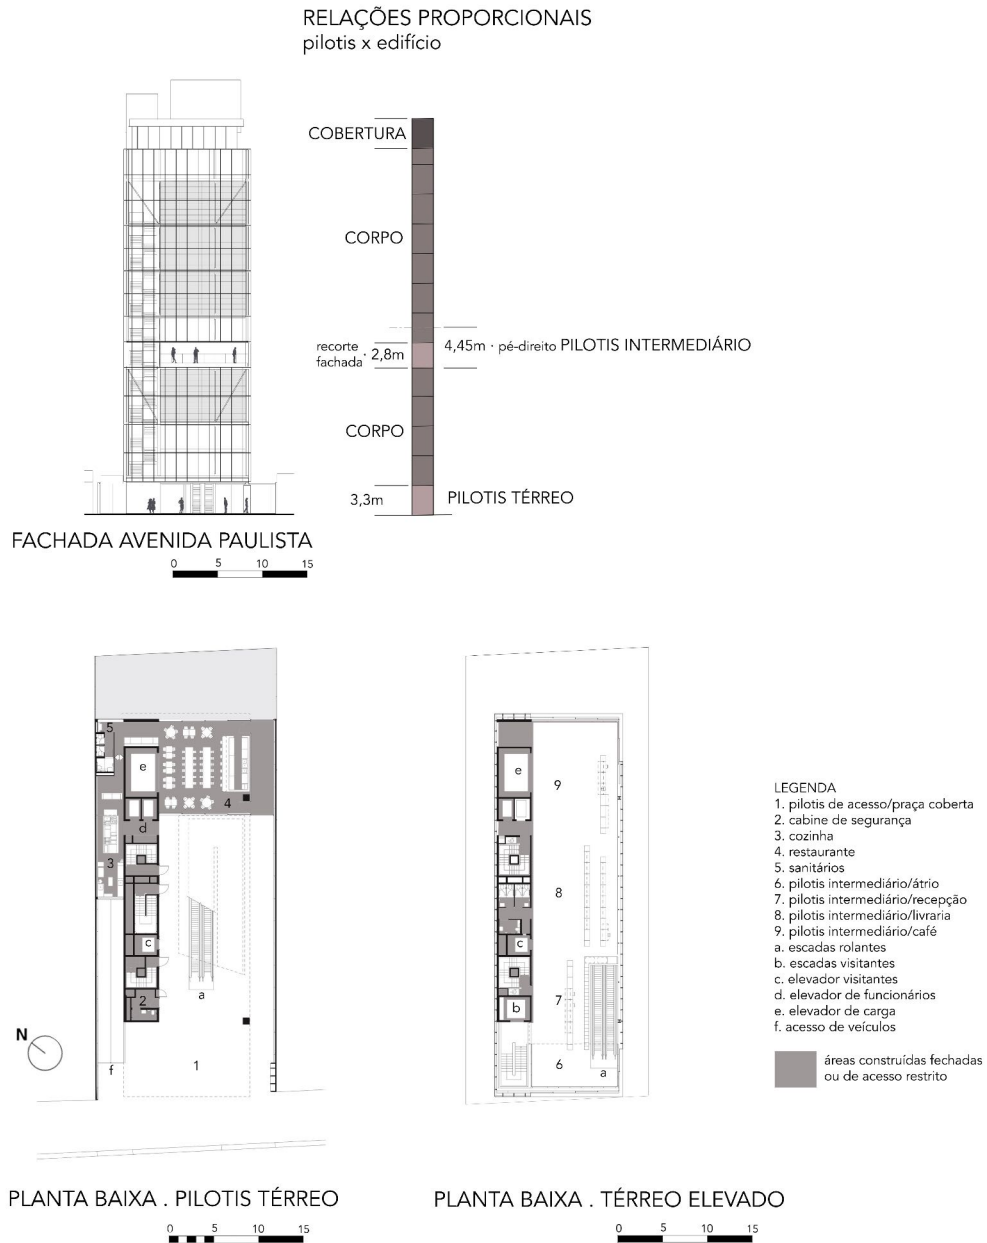 RELAÇÕES PROPORCIONAIS
pilotis x edifício
COBERTURA
CORPO
recorte
fachada · 2,8m
4,45m · pé-direito PILOTIS INTERMEDIÁRIO
CORPO
3,3m
PILOTIS TÉRREO
FACHADA AVENIDA PAULISTA
0 5 10 15
5
e
4
d
3
c
2
a
1
f
N
e
9
8
c
7
b
6
a
LEGENDA
1. pilotis de acesso/praça coberta
2. cabine de segurança
3. cozinha
4. restaurante
5. sanitários
6. pilotis intermediário/átrio
7. pilotis intermediário/recepção
8. pilotis intermediário/livraria
9. pilotis intermediário/café
a. escadas rolantes
b. escadas visitantes
c. elevador visitantes
d. elevador de funcionários
e. elevador de carga
f. acesso de veículos
áreas construídas fechadas
ou de acesso restrito
PLANTA BAIXA . PILOTIS TÉRREO
0 5 10 15
PLANTA BAIXA . TÉRREO ELEVADO
0 5 10 15